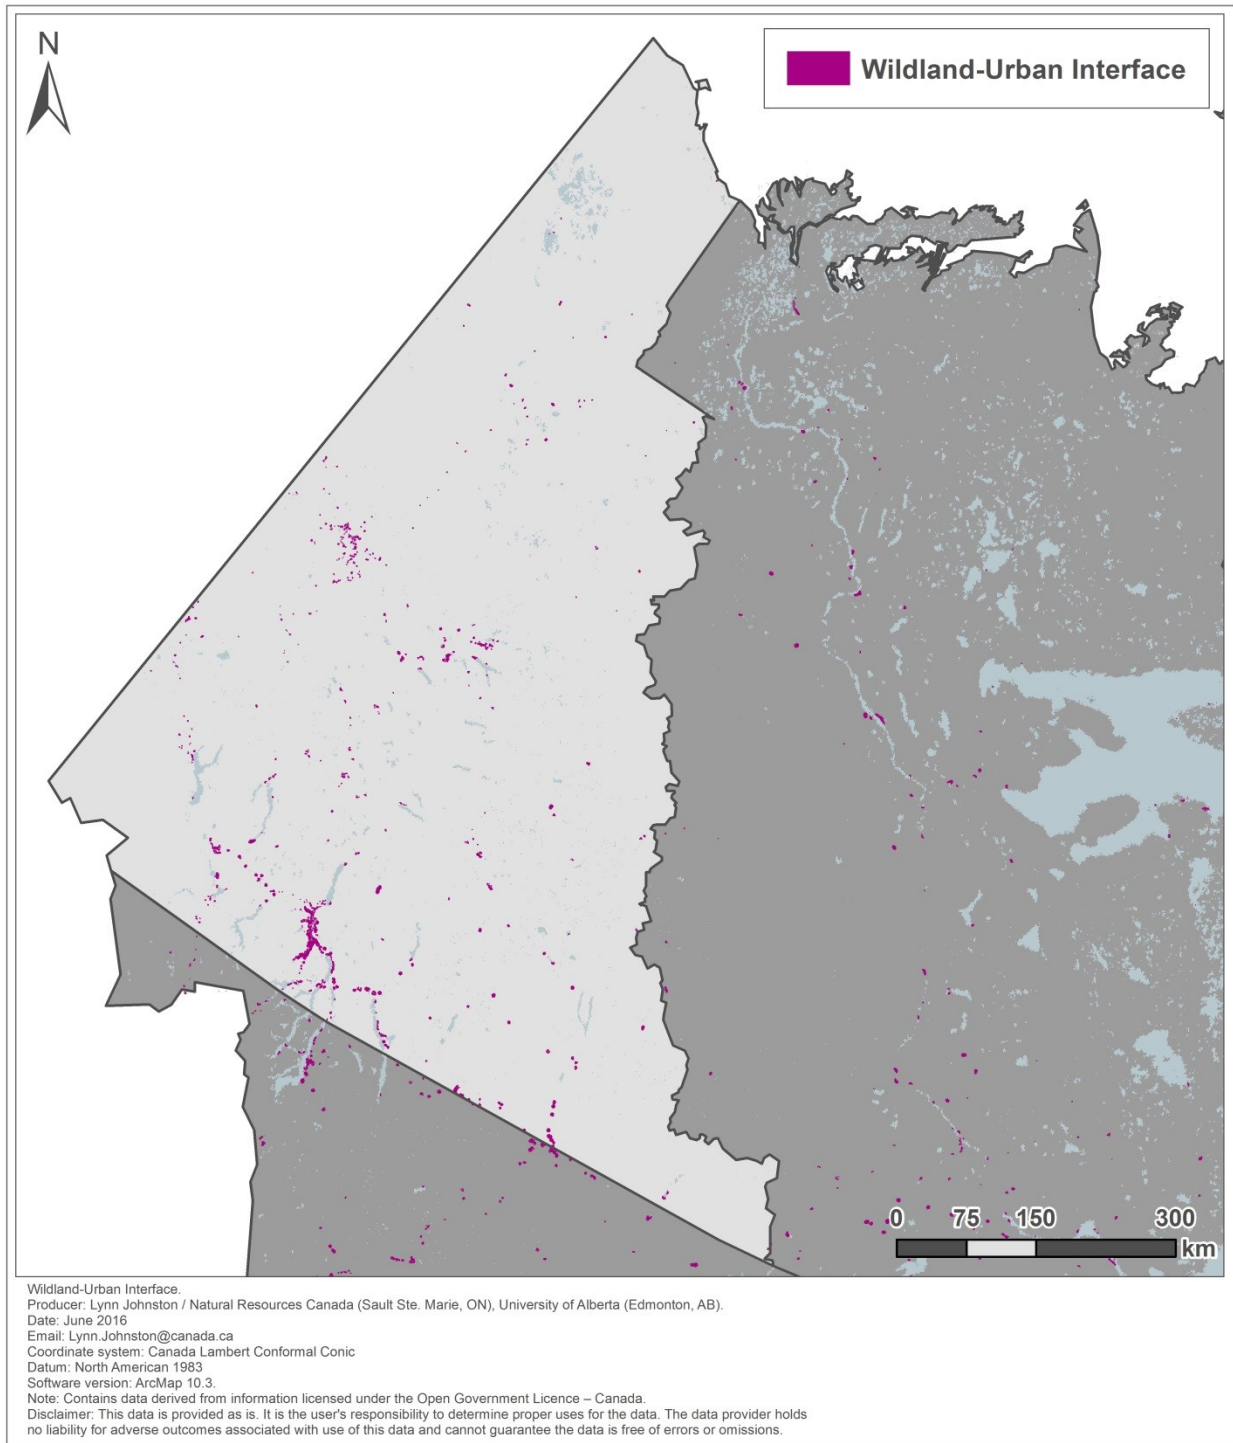 N
Wildland-Urban Interface
0 75 150 300
km
Wildland-Urban Interface.
Producer: Lynn Johnston / Natural Resources Canada (Sault Ste. Marie, ON), University of Alberta (Edmonton, AB).
Date: June 2016
Email: Lynn.Johnston@canada.ca
Coordinate system: Canada Lambert Conformal Conic
Datum: North American 1983
Software version: ArcMap 10.3.
Note: Contains data derived from information licensed under the Open Government Licence – Canada.
Disclaimer: This data is provided as is. It is the user's responsibility to determine proper uses for the data. The data provider holds
no liability for adverse outcomes associated with use of this data and cannot guarantee the data is free of errors or omissions.